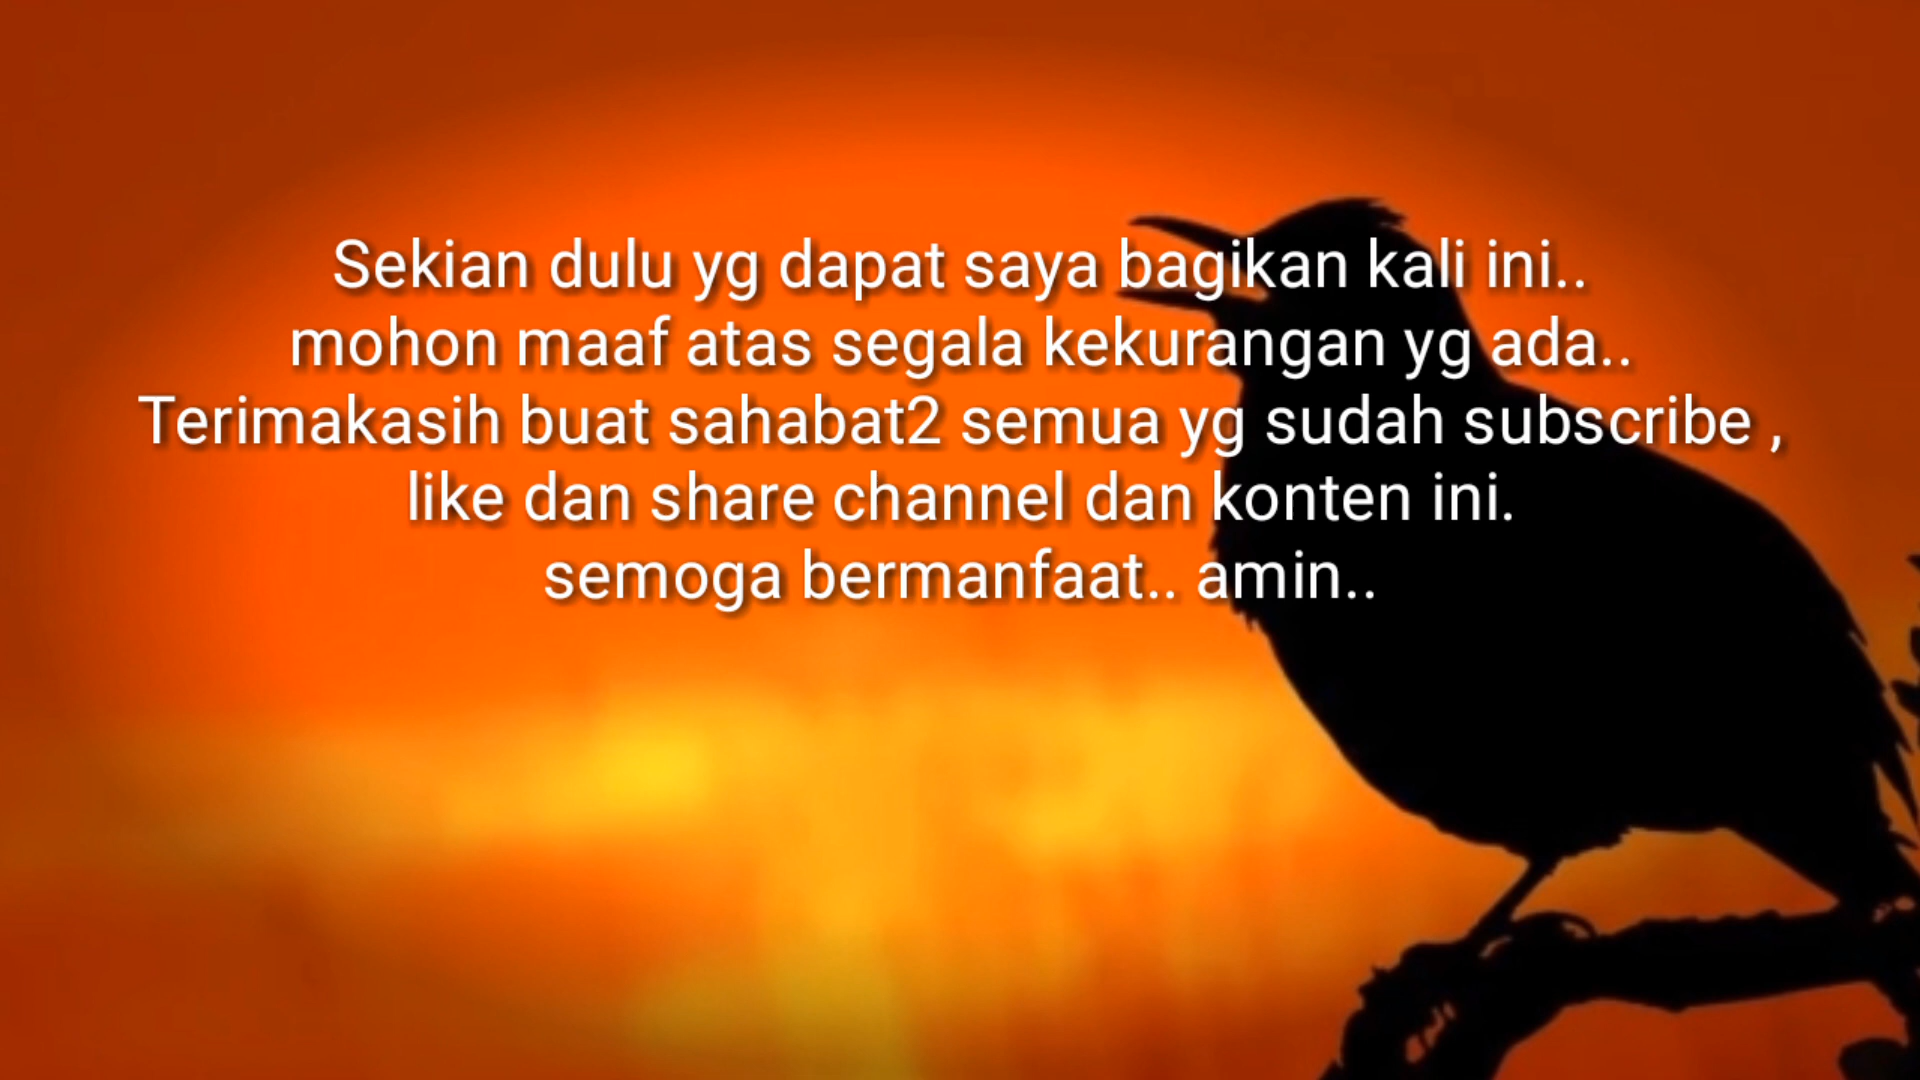 Sekian dulu yg dapat saya bagikan kali ini..
mohon maaf atas segala kekurangan yg ada..
Terimakasih buat sahabat2 semua yg sudah subscribe ,
like dan share channel dan konten ini.
semoga bermanfaat.. amin..